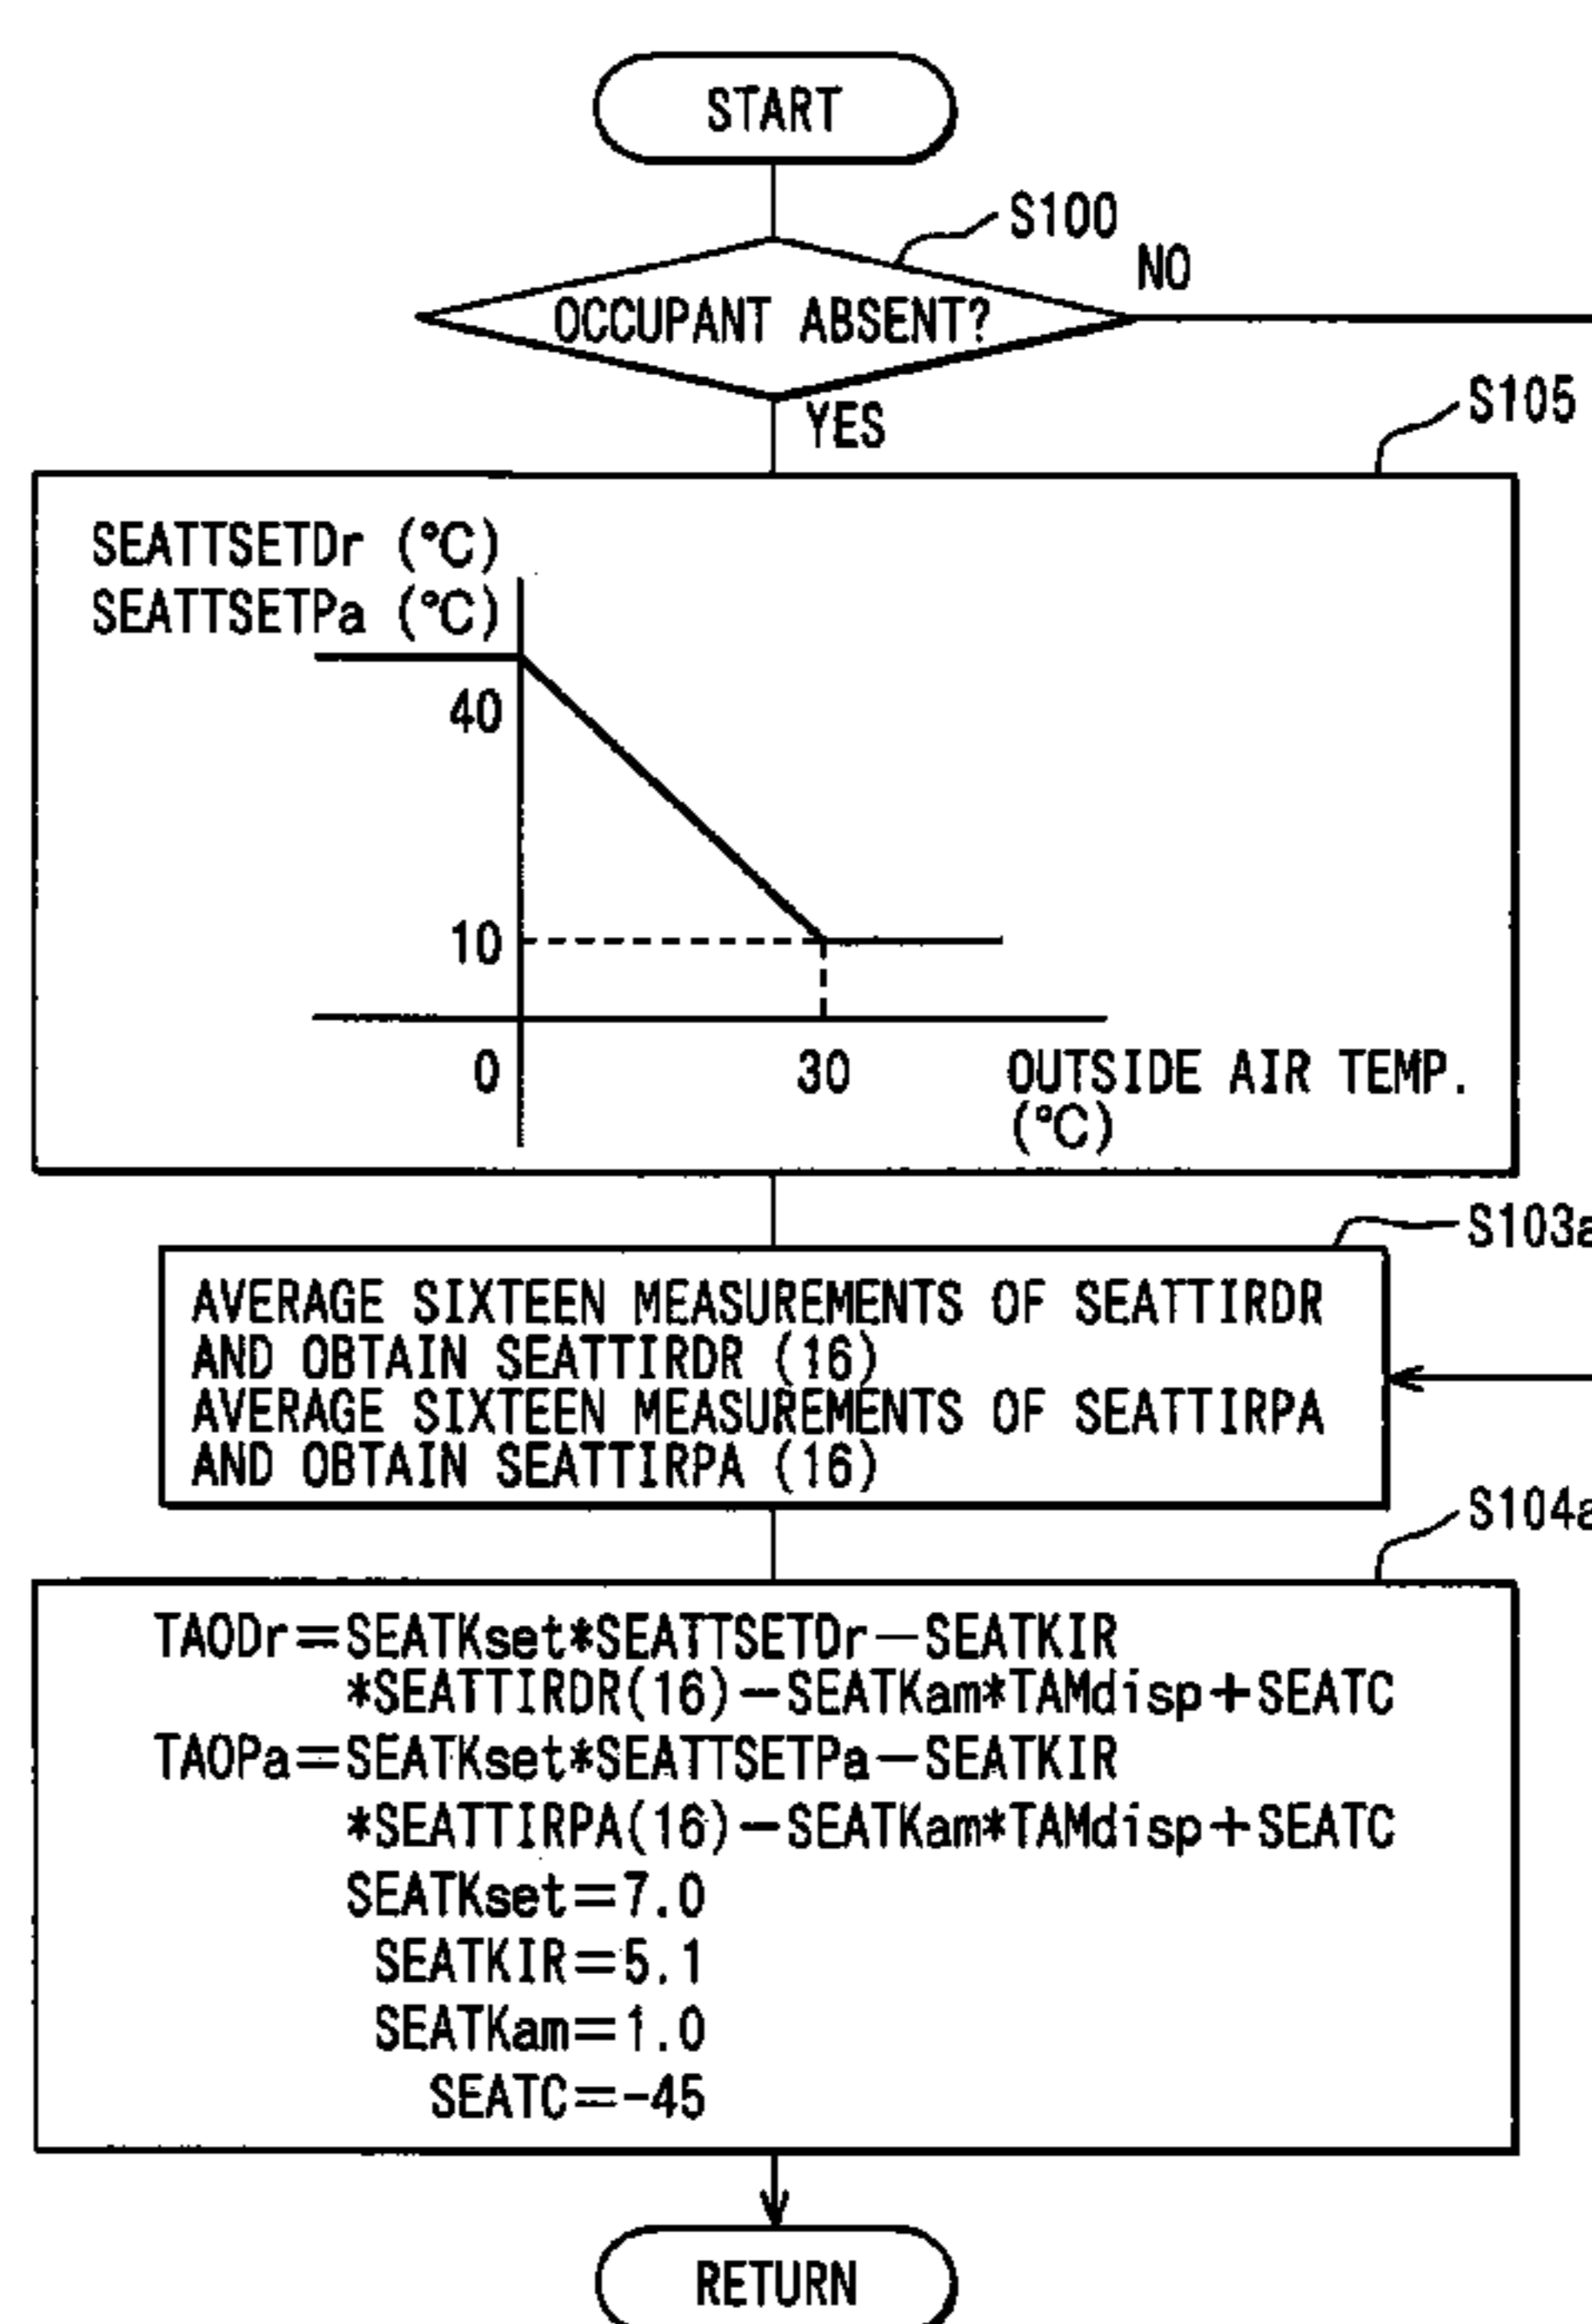 START
S100
NO
OCCUPANT ABSENT?
YES
S105
SEATTSETDr (°C)
SEATTSETPa (°C)
40
10
0
30
OUTSIDE AIR TEMP.
(°C)
S103a
AVERAGE SIXTEEN MEASUREMENTS OF SEATTIRDR
AND OBTAIN SEATTIRDR (16)
AVERAGE SIXTEEN MEASUREMENTS OF SEATTIRPA
AND OBTAIN SEATTIRPA (16)
S104a
TAODr=SEATKset*SEATTSETDr−SEATKIR
*SEATTIRDR(16)−SEATKam*TAMdisp+SEATC
TAOPa=SEATKset*SEATTSETPa−SEATKIR
*SEATTIRPA(16)−SEATKam*TAMdisp+SEATC
SEATKset=7.0
SEATKIR=5.1
SEATKam=1.0
SEATC=-45
RETURN